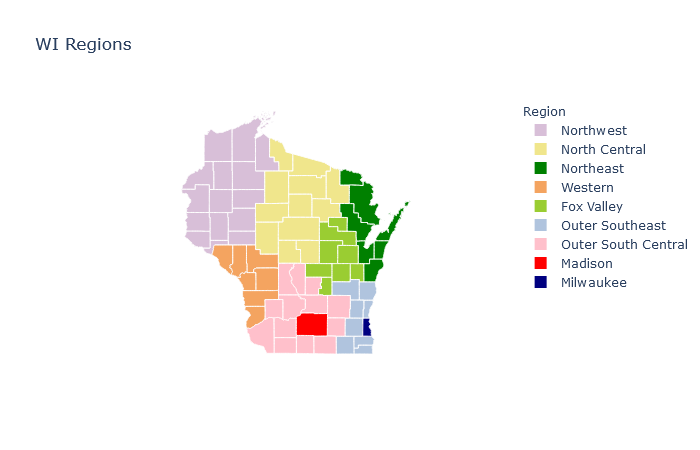 WI Regions
Region
Northwest
North Central
Northeast
Western
Fox Valley
Outer Southeast
Outer South Central
Madison
Milwaukee